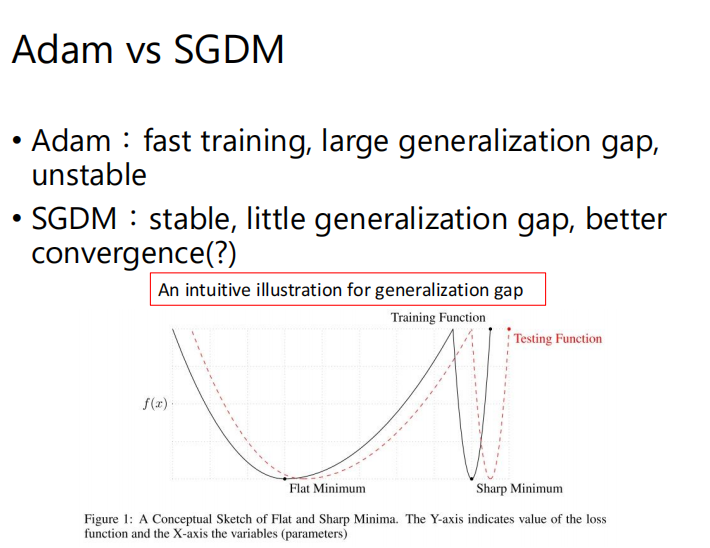 Adam vs SGDM
• Adam：fast training, large generalization gap,
unstable
• SGDM：stable, little generalization gap, better
convergence(?)
An intuitive illustration for generalization gap
Training Function
Testing Function
f(x)
Flat Minimum
Sharp Minimum
Figure 1: A Conceptual Sketch of Flat and Sharp Minima. The Y-axis indicates value of the loss
function and the X-axis the variables (parameters)